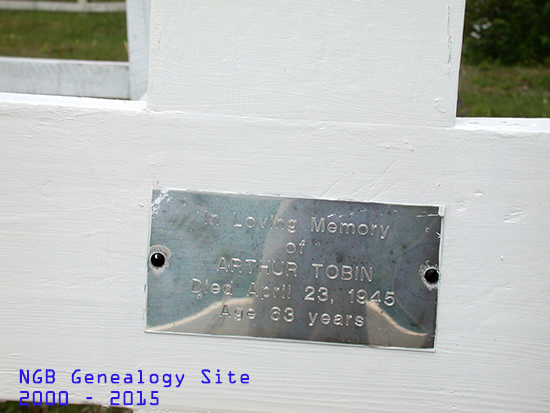 In Loving Memory
of
ARTHUR TOBIN
Died April 23, 1945
Age 63 years
NGB Genealogy Site
2000 - 2015